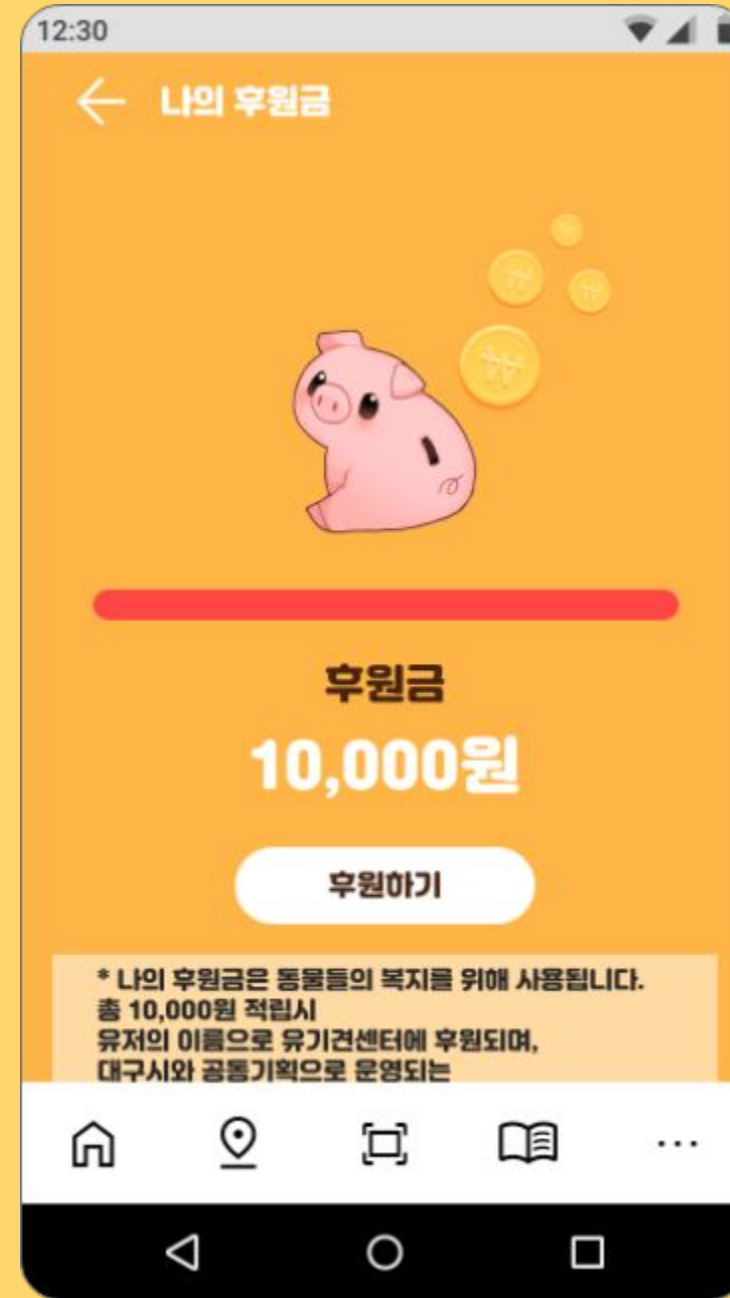 12:30
나의 후원금
후원금
10,000원
후원하기
* 나의 후원금은 동물들의 복지를 위해 사용됩니다.
총 10,000원 적립시
유저의 이름으로 유기견센터에 후원되며,
대구시와 공동기획으로 운영되는